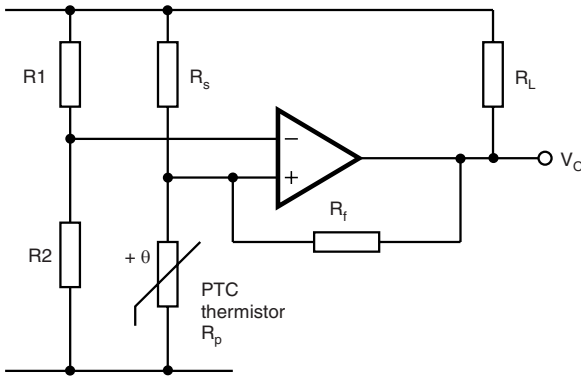 R1
Rs
RL
−
+
VO
Rf
R2
+ θ
PTC
thermistor
Rp